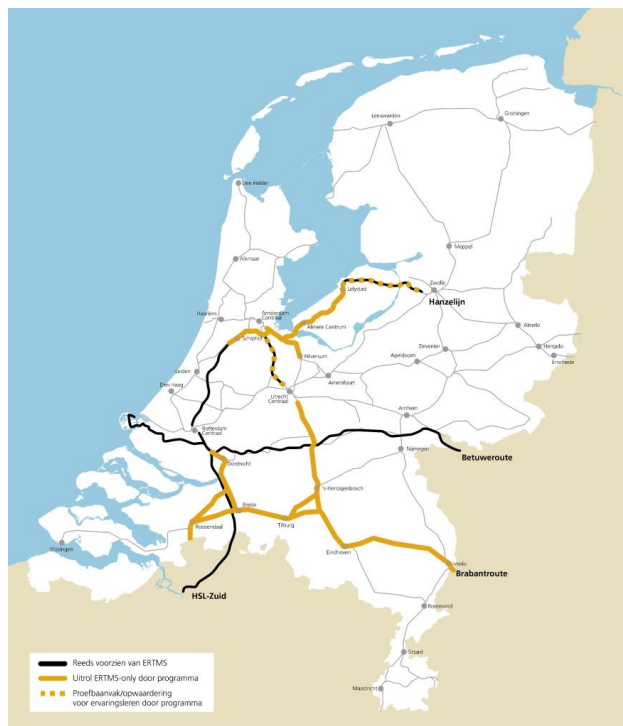 Leeuwarden
Groningen
Den Helder
Meppel
Alkmaar
Zwolle
Lelystad
Hanzelijn
Haarlem
Amsterdam
Centraal
Almere Centrum
Almelo
Schiphol
Hengelo
Deventer
Enschede
Hilversum
Apeldoorn
Leiden
Amersfoort
Den Haag
Utrecht
Centraal
Arnhem
Rotterdam
Centraal
Nijmegen
Betuweroute
Dordrecht
's-Hertogenbosch
Breda
Roosendaal
Tilburg
Vlissingen
Eindhoven
Venlo
Brabantroute
HSL-Zuid
Roermond
Sittard
Maastricht
Reeds voorzien van ERTMS
Uitrol ERTMS-only door programma
Proefbaanvak/opwaardering
voor ervaringsleren door programma